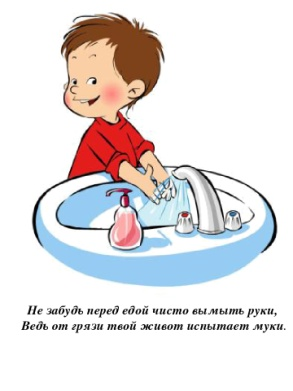 Не забудь перед едой чисто вымыть руки,
Ведь от грязи твой живот испытает муки.